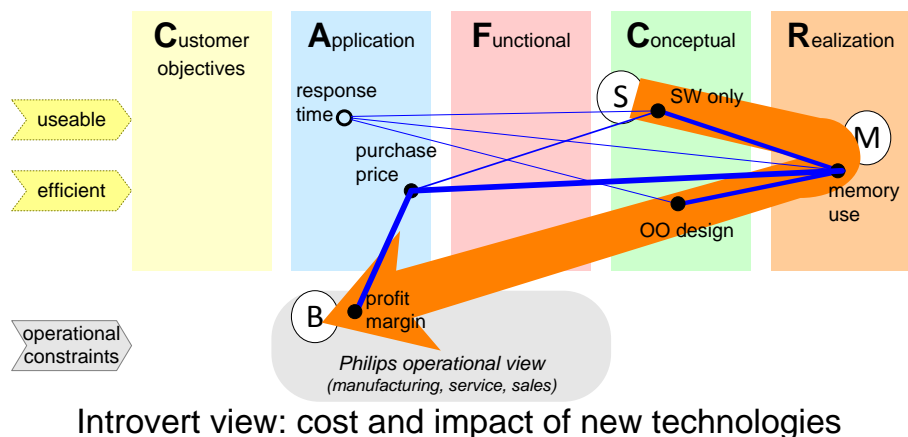 Customer
objectives
Application
Functional
Conceptual
Realization
useable
response
time
S
SW only
M
efficient
purchase
price
memory
use
OO design
B
profit
margin
operational
constraints
Philips operational view
(manufacturing, service, sales)
Introvert view: cost and impact of new technologies